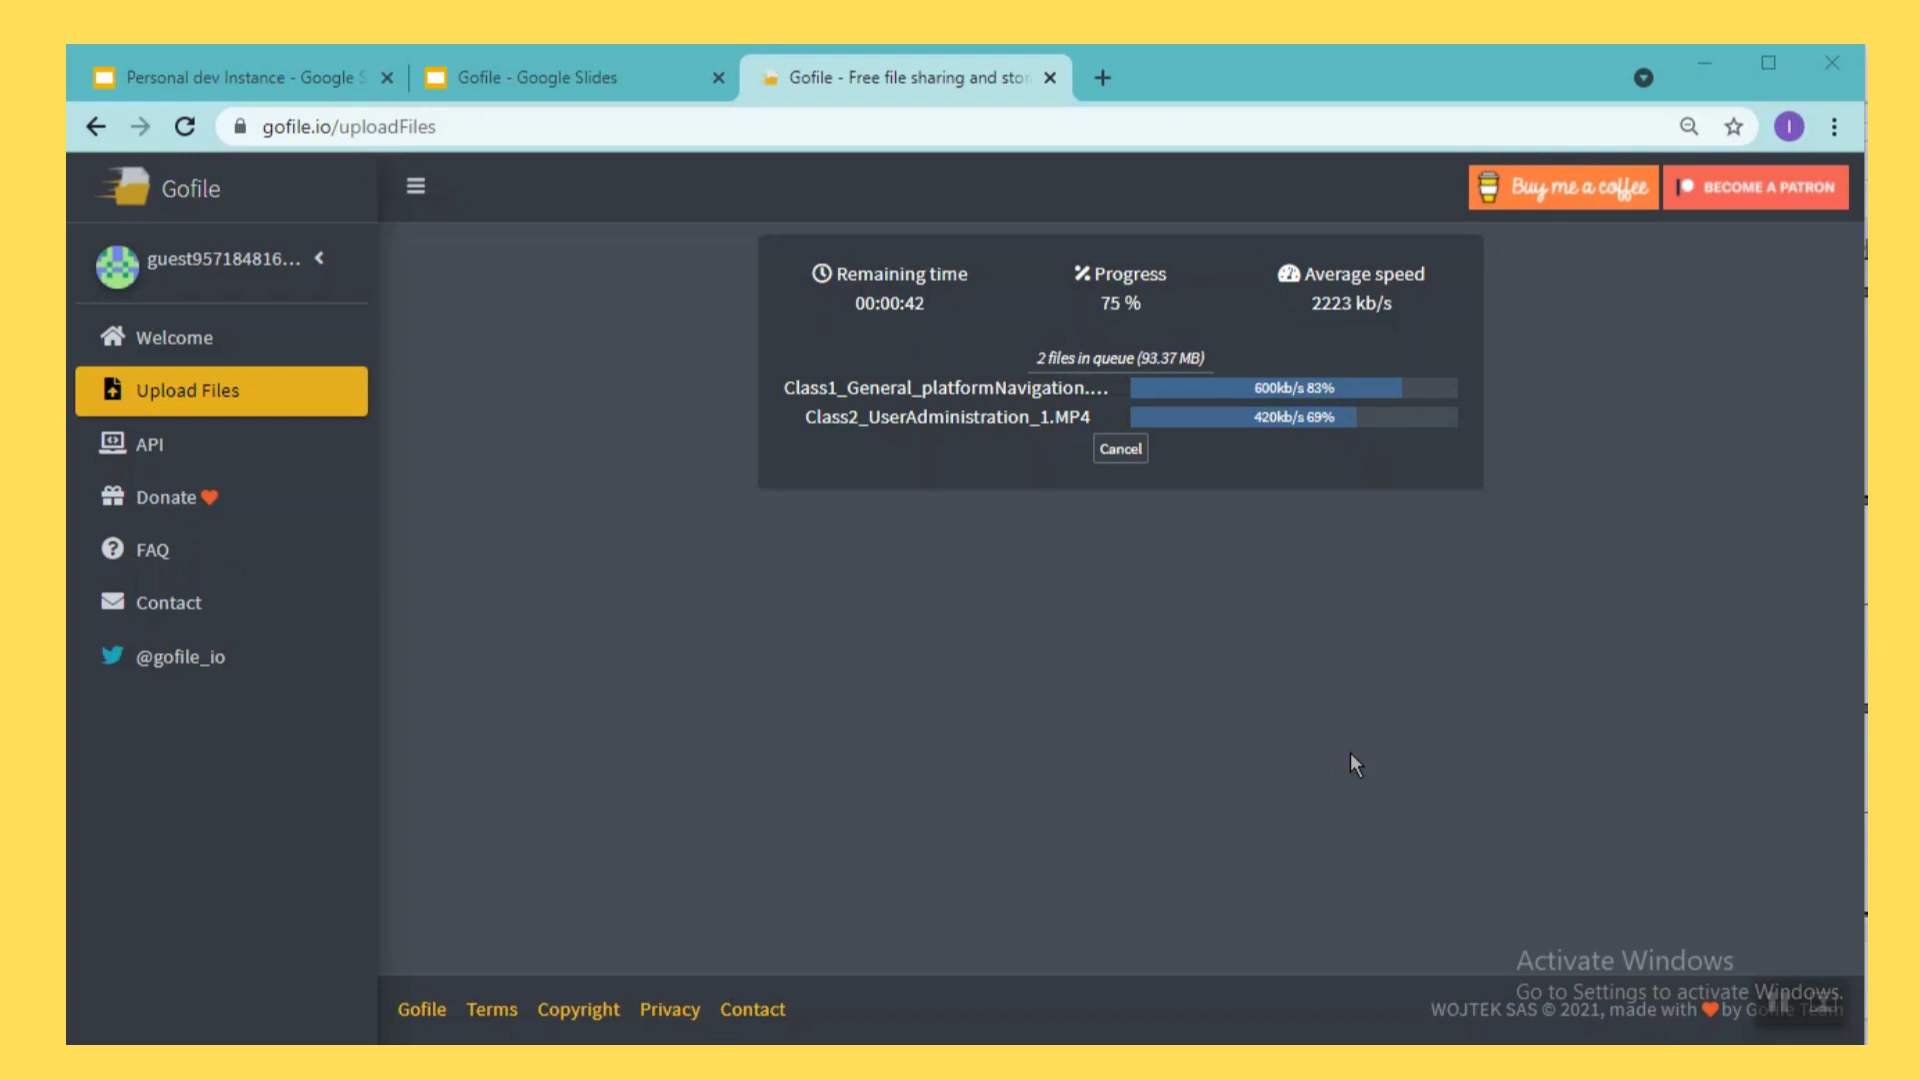 Personal dev Instance - Google S
Gofile - Google Slides
Gofile - Free file sharing and stor
gofile.io/uploadFiles
I
Gofile
Buy me a coffee
BECOME A PATRON
guest957184816...
Remaining time
00:00:42
Progress
75 %
Average speed
2223 kb/s
2 files in queue (93.37 MB)
Class1_General_platformNavigation....
600kb/s 83%
Class2_UserAdministration_1.MP4
420kb/s 69%
Cancel
Welcome
Upload Files
API
Donate
FAQ
Contact
@gofile_io
Activate Windows
Go to Settings to activate Windows.
Gofile Terms Copyright Privacy Contact
WOJTEK SAS © 2021, made with ❤ by Gofile Team